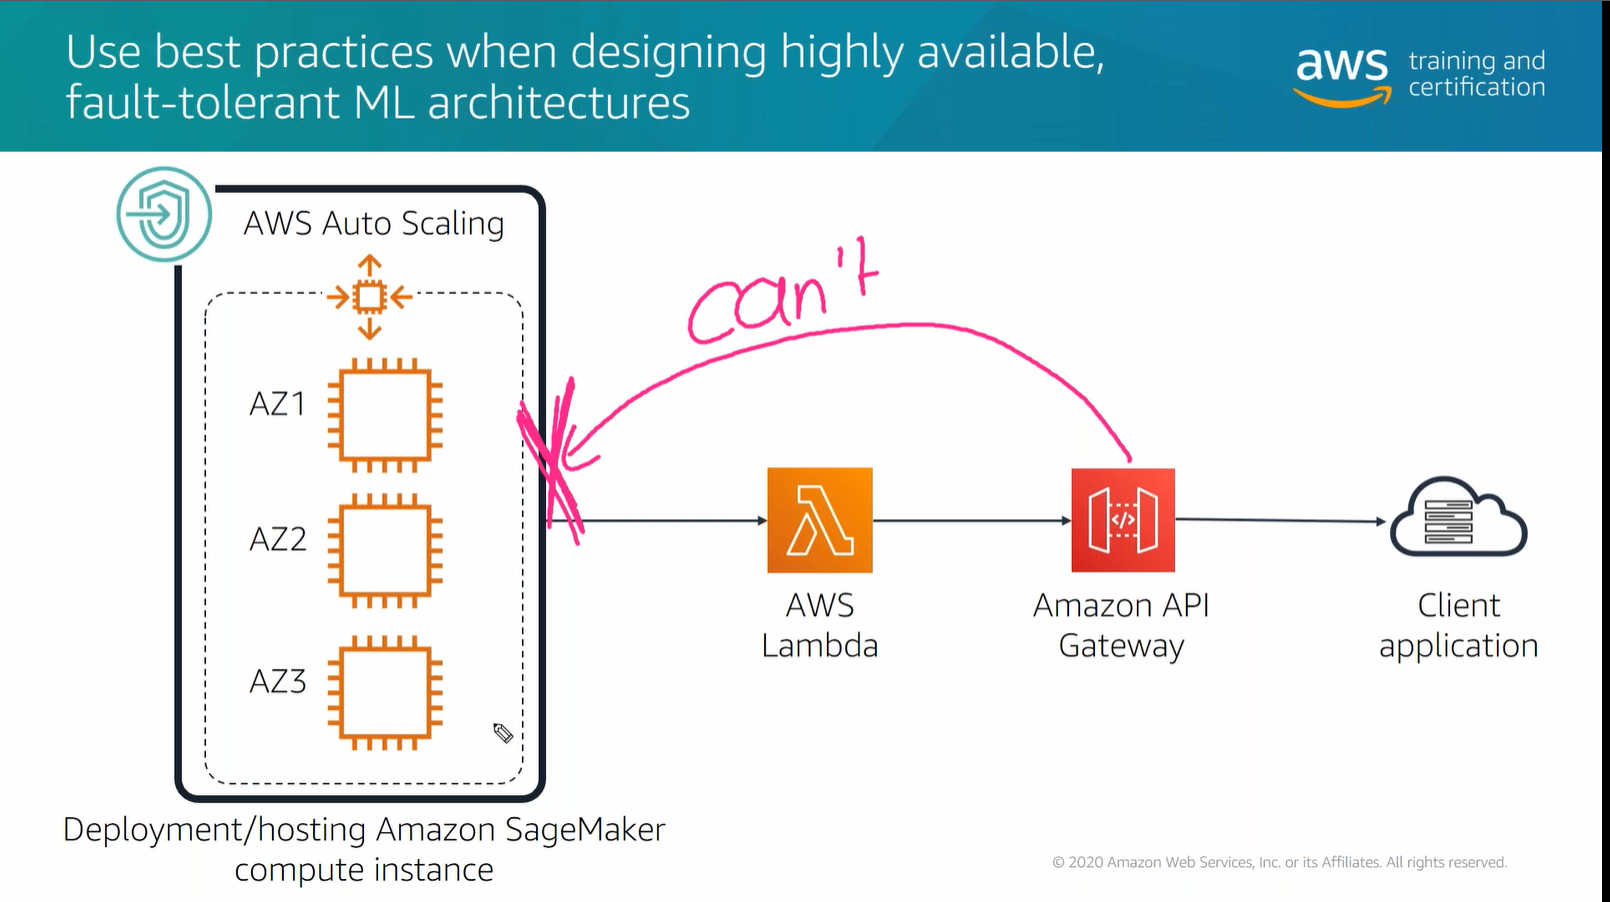 Use best practices when designing highly available,
fault-tolerant ML architectures
aws
training and
certification
AWS Auto Scaling
can't
AZ1
AZ2
AZ3
</>
AWS
Lambda
Amazon API
Gateway
Client
application
Deployment/hosting Amazon SageMaker
compute instance
© 2020 Amazon Web Services, Inc. or its Affiliates. All rights reserved.